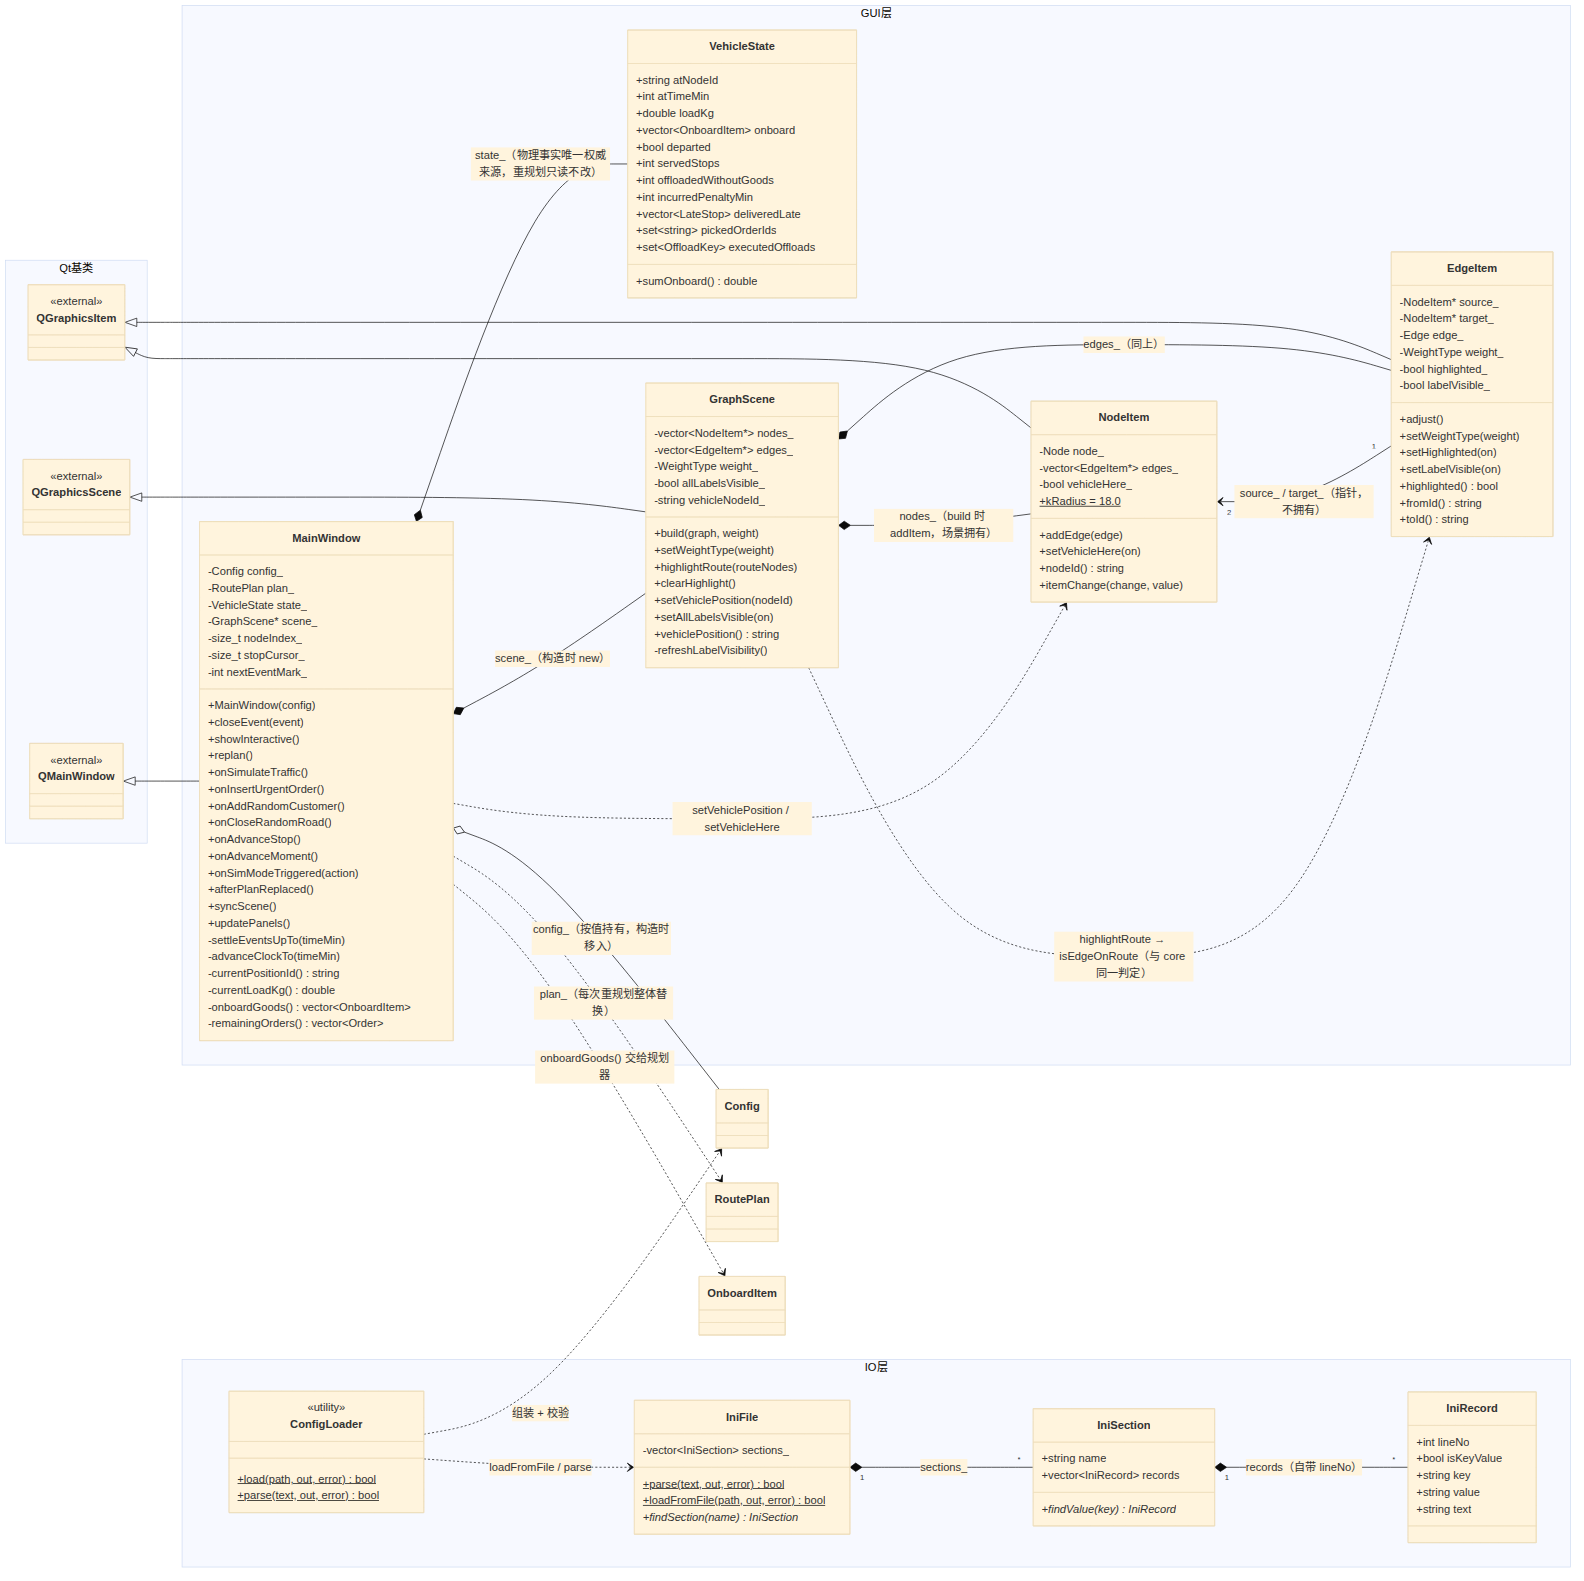 GUI层
VehicleState
+string atNodeId
+int atTimeMin
+double loadKg
+vector<OnboardItem> onboard
+bool departed
+int servedStops
+int offloadedWithoutGoods
+int incurredPenaltyMin
+vector<LateStop> deliveredLate
+set<string> pickedOrderIds
+set<OffloadKey> executedOffloads
+sumOnboard() : double
state_（物理事实唯一权威
来源，重规划只读不改）
Qt基类
«external»
QGraphicsItem
«external»
QGraphicsScene
«external»
QMainWindow
EdgeItem
-NodeItem* source_
-NodeItem* target_
-Edge edge_
-WeightType weight_
-bool highlighted_
-bool labelVisible_
+adjust()
+setWeightType(weight)
+setHighlighted(on)
+setLabelVisible(on)
+highlighted() : bool
+fromId() : string
+toId() : string
edges_（同上）
GraphScene
-vector<NodeItem*> nodes_
-vector<EdgeItem*> edges_
-WeightType weight_
-bool allLabelsVisible_
-string vehicleNodeId_
+build(graph, weight)
+setWeightType(weight)
+highlightRoute(routeNodes)
+clearHighlight()
+setVehiclePosition(nodeId)
+setAllLabelsVisible(on)
+vehiclePosition() : string
-refreshLabelVisibility()
NodeItem
-Node node_
-vector<EdgeItem*> edges_
-bool vehicleHere_
+kRadius = 18.0
+addEdge(edge)
+setVehicleHere(on)
+nodeId() : string
+itemChange(change, value)
1
source_ / target_（指针，
不拥有）
2
nodes_（build 时
addItem，场景拥有）
MainWindow
-Config config_
-RoutePlan plan_
-VehicleState state_
-GraphScene* scene_
-size_t nodeIndex_
-size_t stopCursor_
-int nextEventMark_
+MainWindow(config)
+closeEvent(event)
+showInteractive()
+replan()
+onSimulateTraffic()
+onInsertUrgentOrder()
+onAddRandomCustomer()
+onCloseRandomRoad()
+onAdvanceStop()
+onAdvanceMoment()
+onSimModeTriggered(action)
+afterPlanReplaced()
+syncScene()
+updatePanels()
-settleEventsUpTo(timeMin)
-advanceClockTo(timeMin)
-currentPositionId() : string
-currentLoadKg() : double
-onboardGoods() : vector<OnboardItem>
-remainingOrders() : vector<Order>
scene_（构造时 new）
setVehiclePosition /
setVehicleHere
highlightRoute →
isEdgeOnRoute（与 core
同一判定）
config_（按值持有，构造时
移入）
plan_（每次重规划整体替
换）
onboardGoods() 交给规划
器
Config
RoutePlan
OnboardItem
IO层
«utility»
ConfigLoader
+load(path, out, error) : bool
+parse(text, out, error) : bool
组装 + 校验
loadFromFile / parse
IniFile
-vector<IniSection> sections_
+parse(text, out, error) : bool
+loadFromFile(path, out, error) : bool
+findSection(name) : IniSection
1
sections_
*
IniSection
+string name
+vector<IniRecord> records
+findValue(key) : IniRecord
1
records（自带 lineNo）
*
IniRecord
+int lineNo
+bool isKeyValue
+string key
+string value
+string text